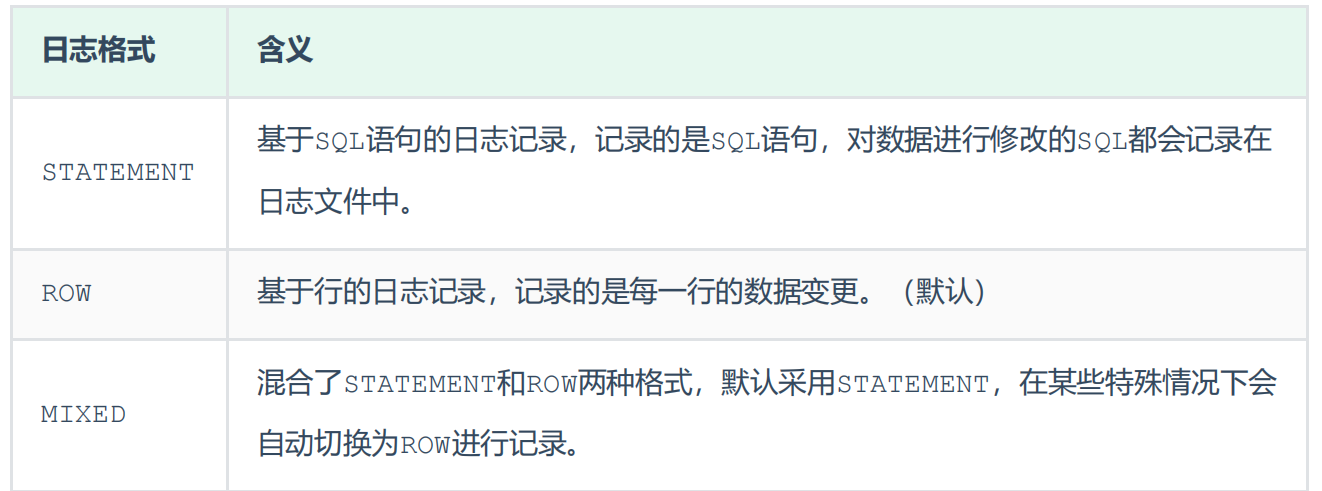 日志格式 含义
基于SQL语句的日志记录，记录的是SQL语句，对数据进行修改的SQL都会记录在
STATEMENT
日志文件中。
ROW 基于行的日志记录，记录的是每一行的数据变更。（默认）
混合了STATEMENT和ROW两种格式，默认采用STATEMENT，在某些特殊情况下会
MIXED
自动切换为ROW进行记录。